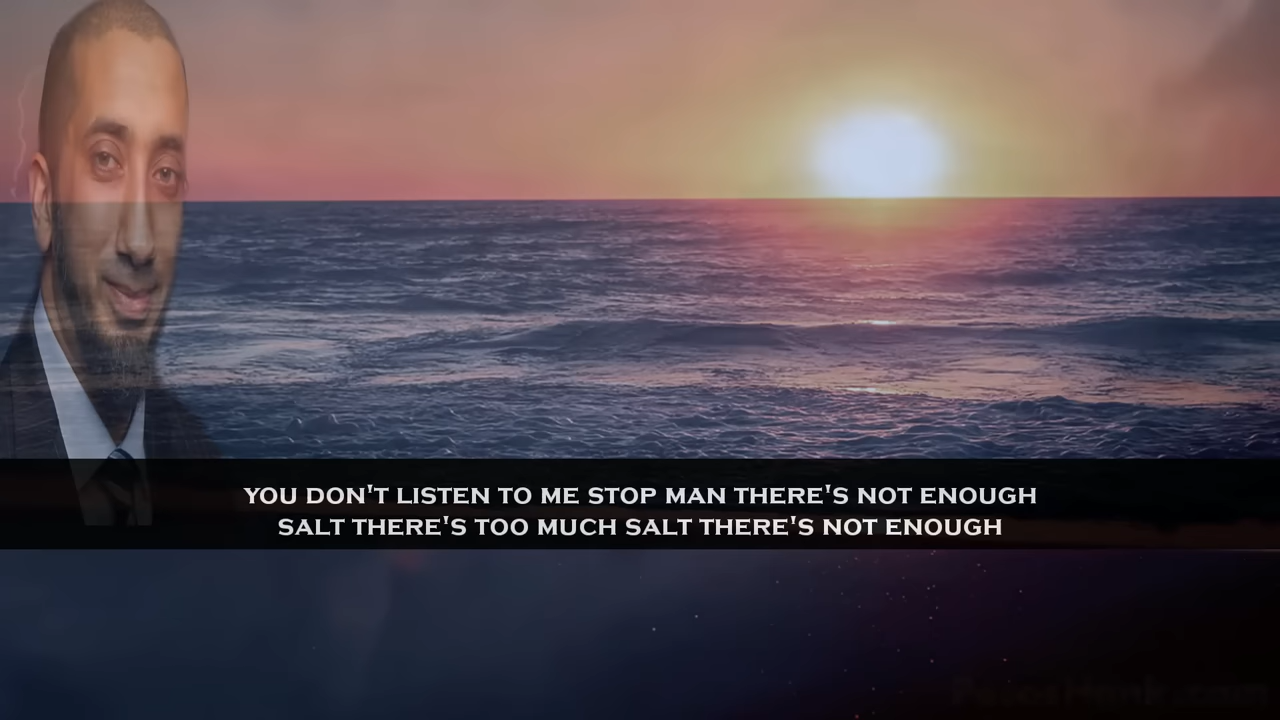 YOU DON'T LISTEN TO ME STOP MAN THERE'S NOT ENOUGH
SALT THERE'S TOO MUCH SALT THERE'S NOT ENOUGH